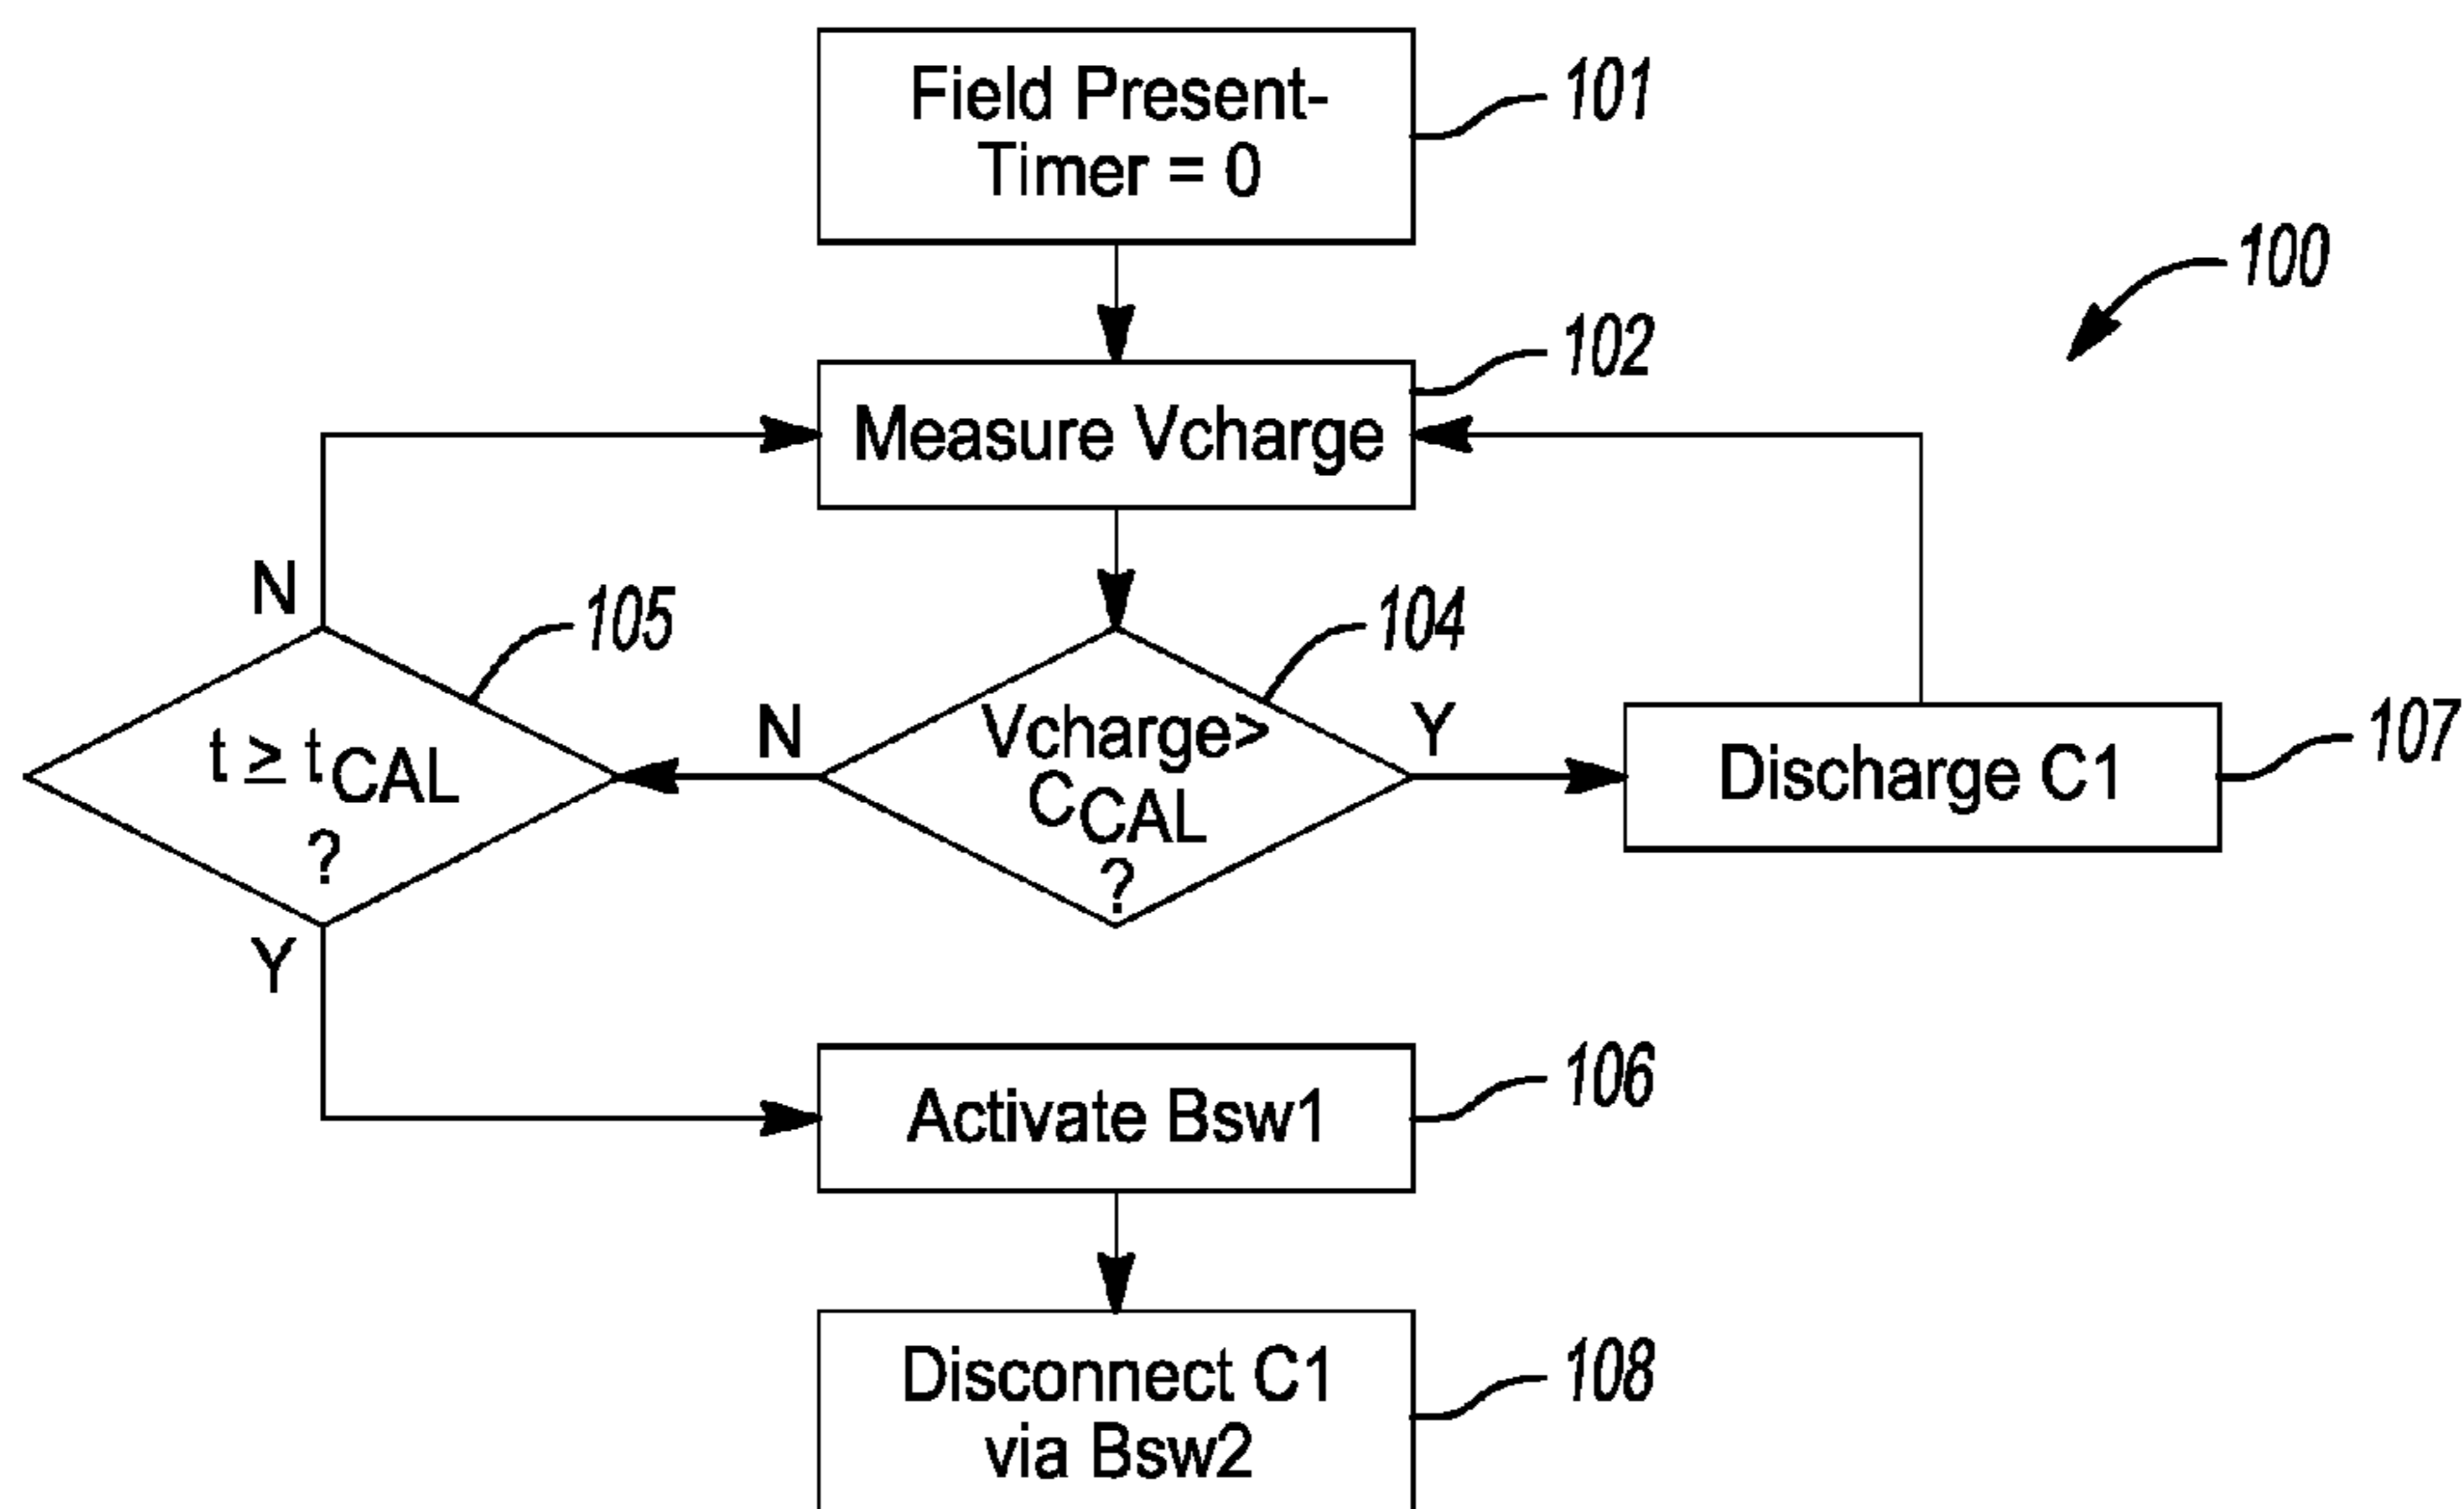 Field Present-
Timer = 0
101
100
102
Measure Vcharge
N
105
104
t ≥ tCAL
?
N
Vcharge>
CCAL
?
Y
Discharge C1
107
Y
Activate Bsw1
106
Disconnect C1
via Bsw2
108